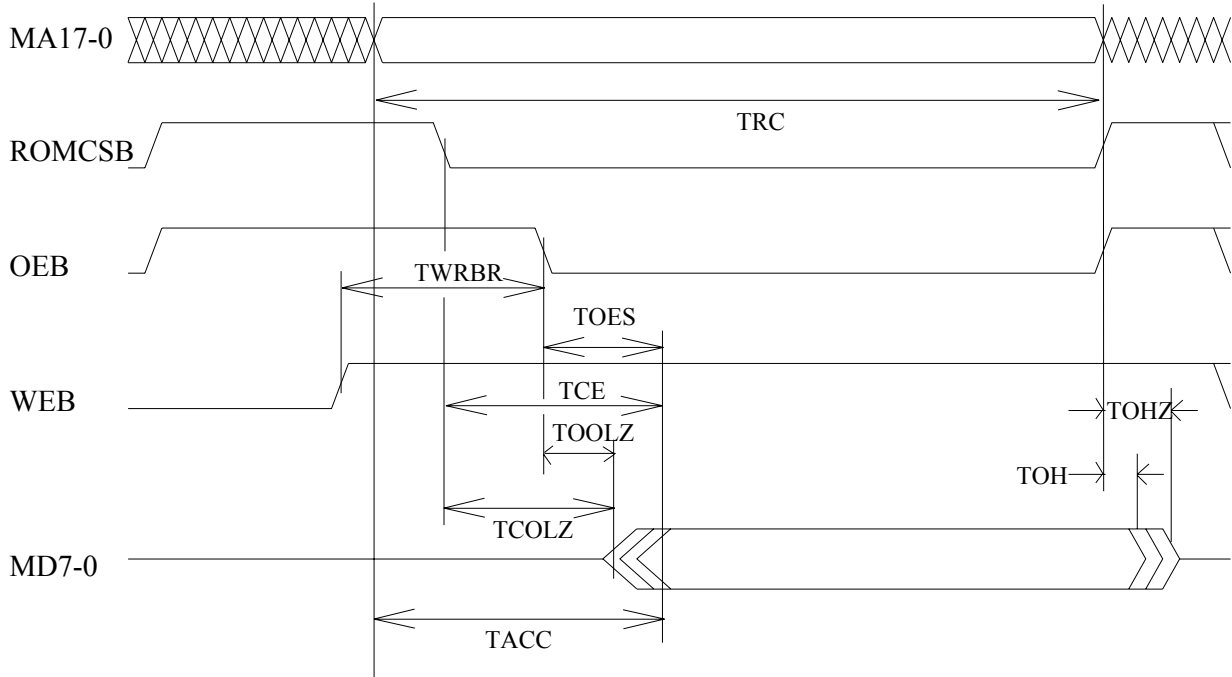 MA17-0
TRC
ROMCSB
OEB
TWRBR
TOES
WEB
TCE
TOHZ
TOOLZ
TOH
TCOLZ
MD7-0
TACC